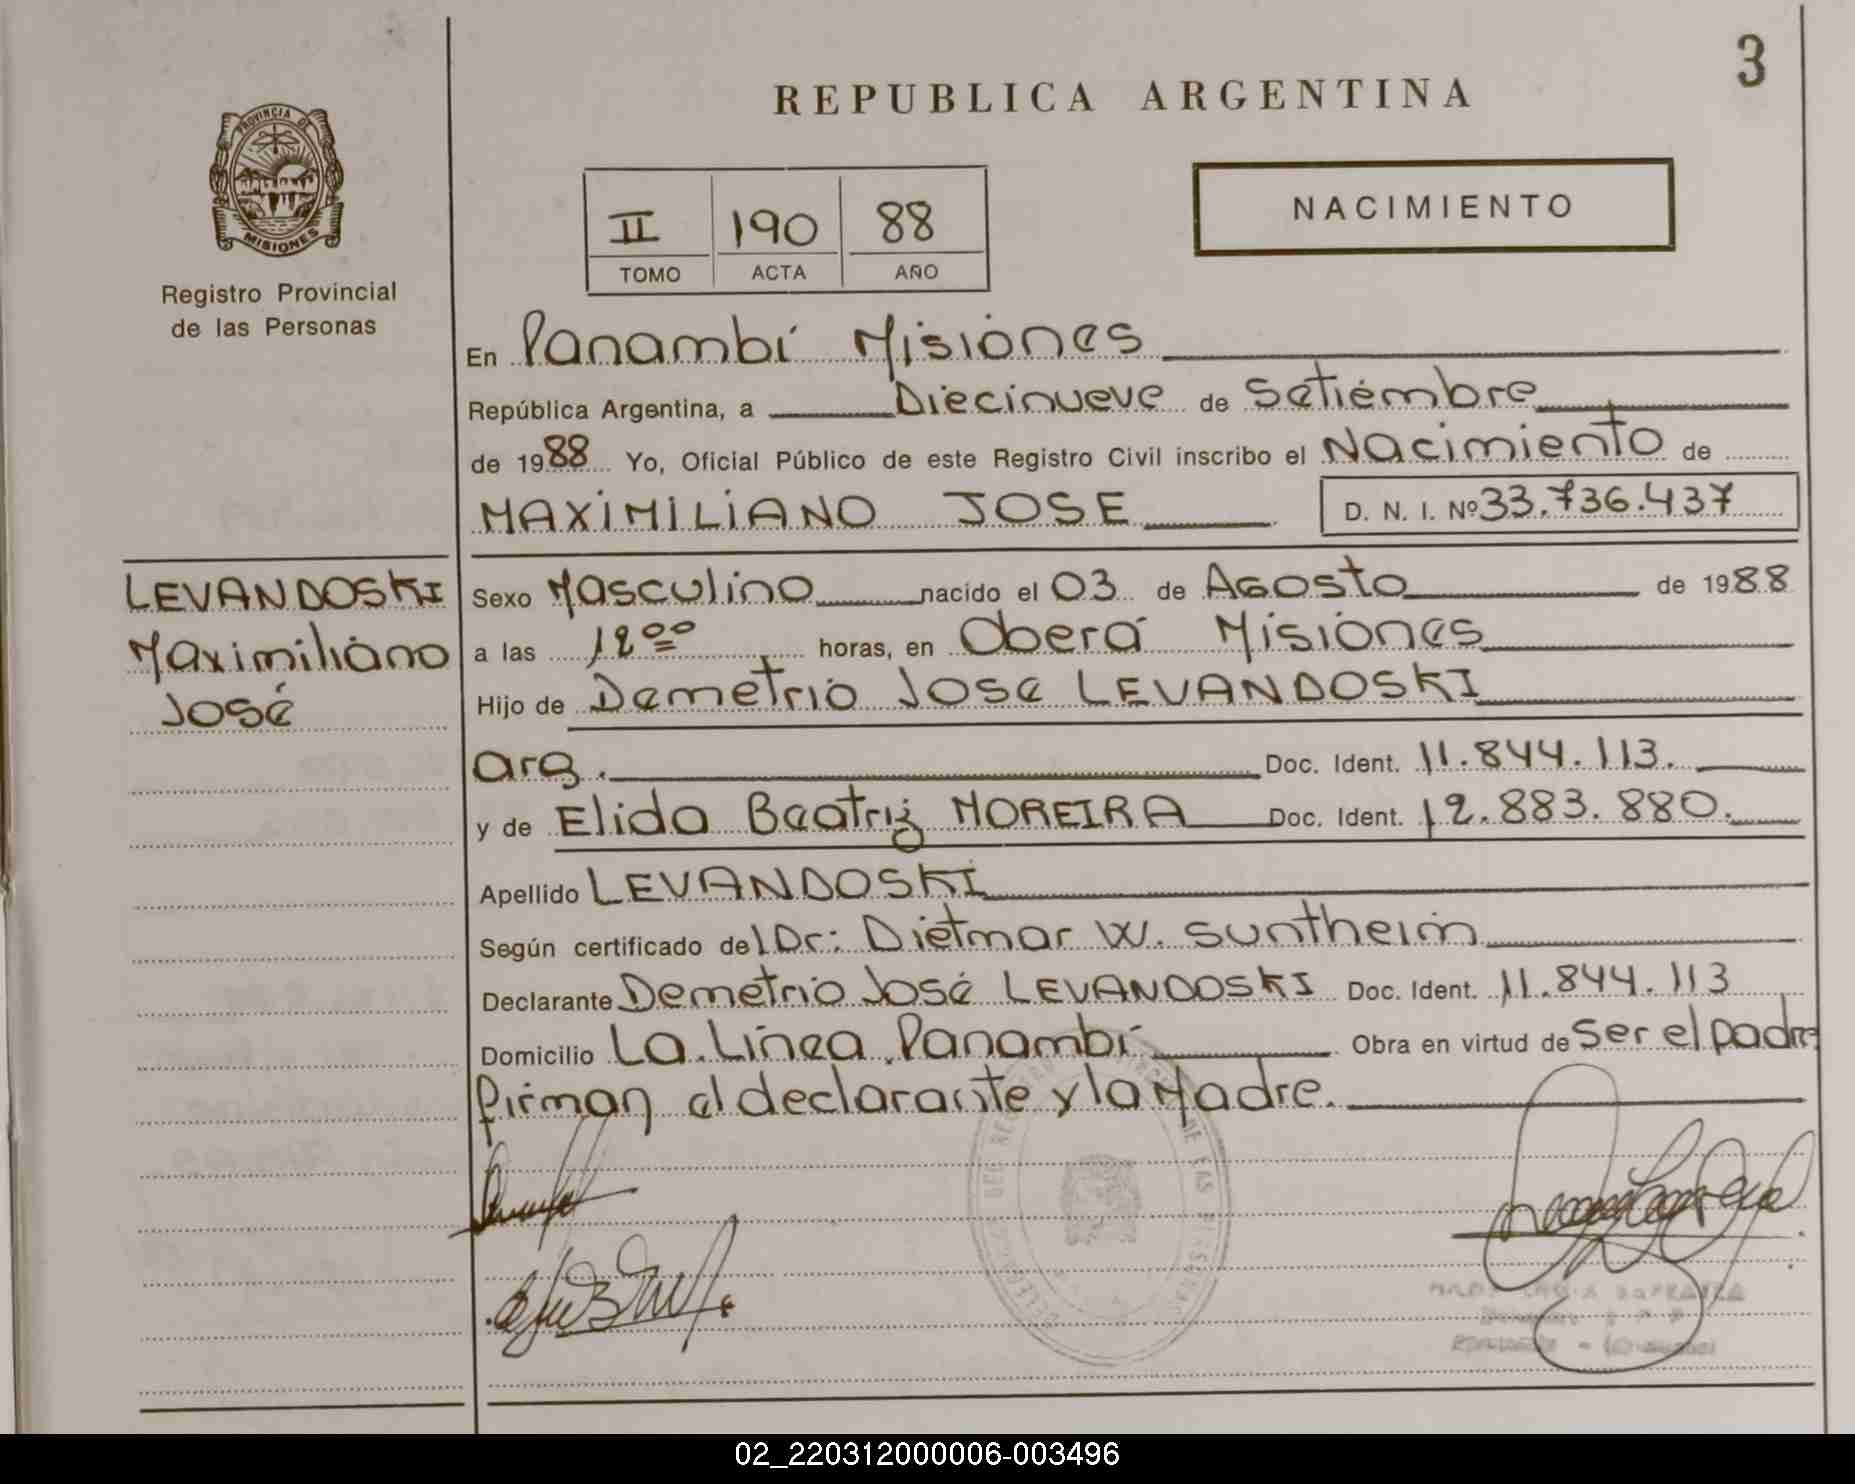 3
REPUBLICA ARGENTINA
PROVINCIA DE
MISIONES
Registro Provincial
de las Personas
II 190 88
TOMO ACTA AÑO
NACIMIENTO
En Panambí Misiones
República Argentina, a Diecinueve de Setiembre
de 1988 Yo, Oficial Público de este Registro Civil inscribo el Nacimiento de
MAXIMILIANO JOSE D. N. I. Nº 33.736.437
LEVANDOSKI
Maximiliano
José
Sexo Masculino nacido el 03 de Agosto de 1988
a las 12⁰⁰ horas, en Oberá Misiones
Hijo de Demetrio Jose LEVANDOSKI
arg. Doc. Ident. 11.844.113.
y de Elida Beatriz MOREIRA Doc. Ident. 12.883.880.
Apellido LEVANDOSKI
Según certificado del Dr: Dietmar W. Suntheim
Declarante Demetrio José LEVANDOSKI Doc. Ident. 11.844.113
Domicilio La Línea Panambí Obra en virtud de Ser el padre
firman el declarante y la Madre.
02_220312000006-003496